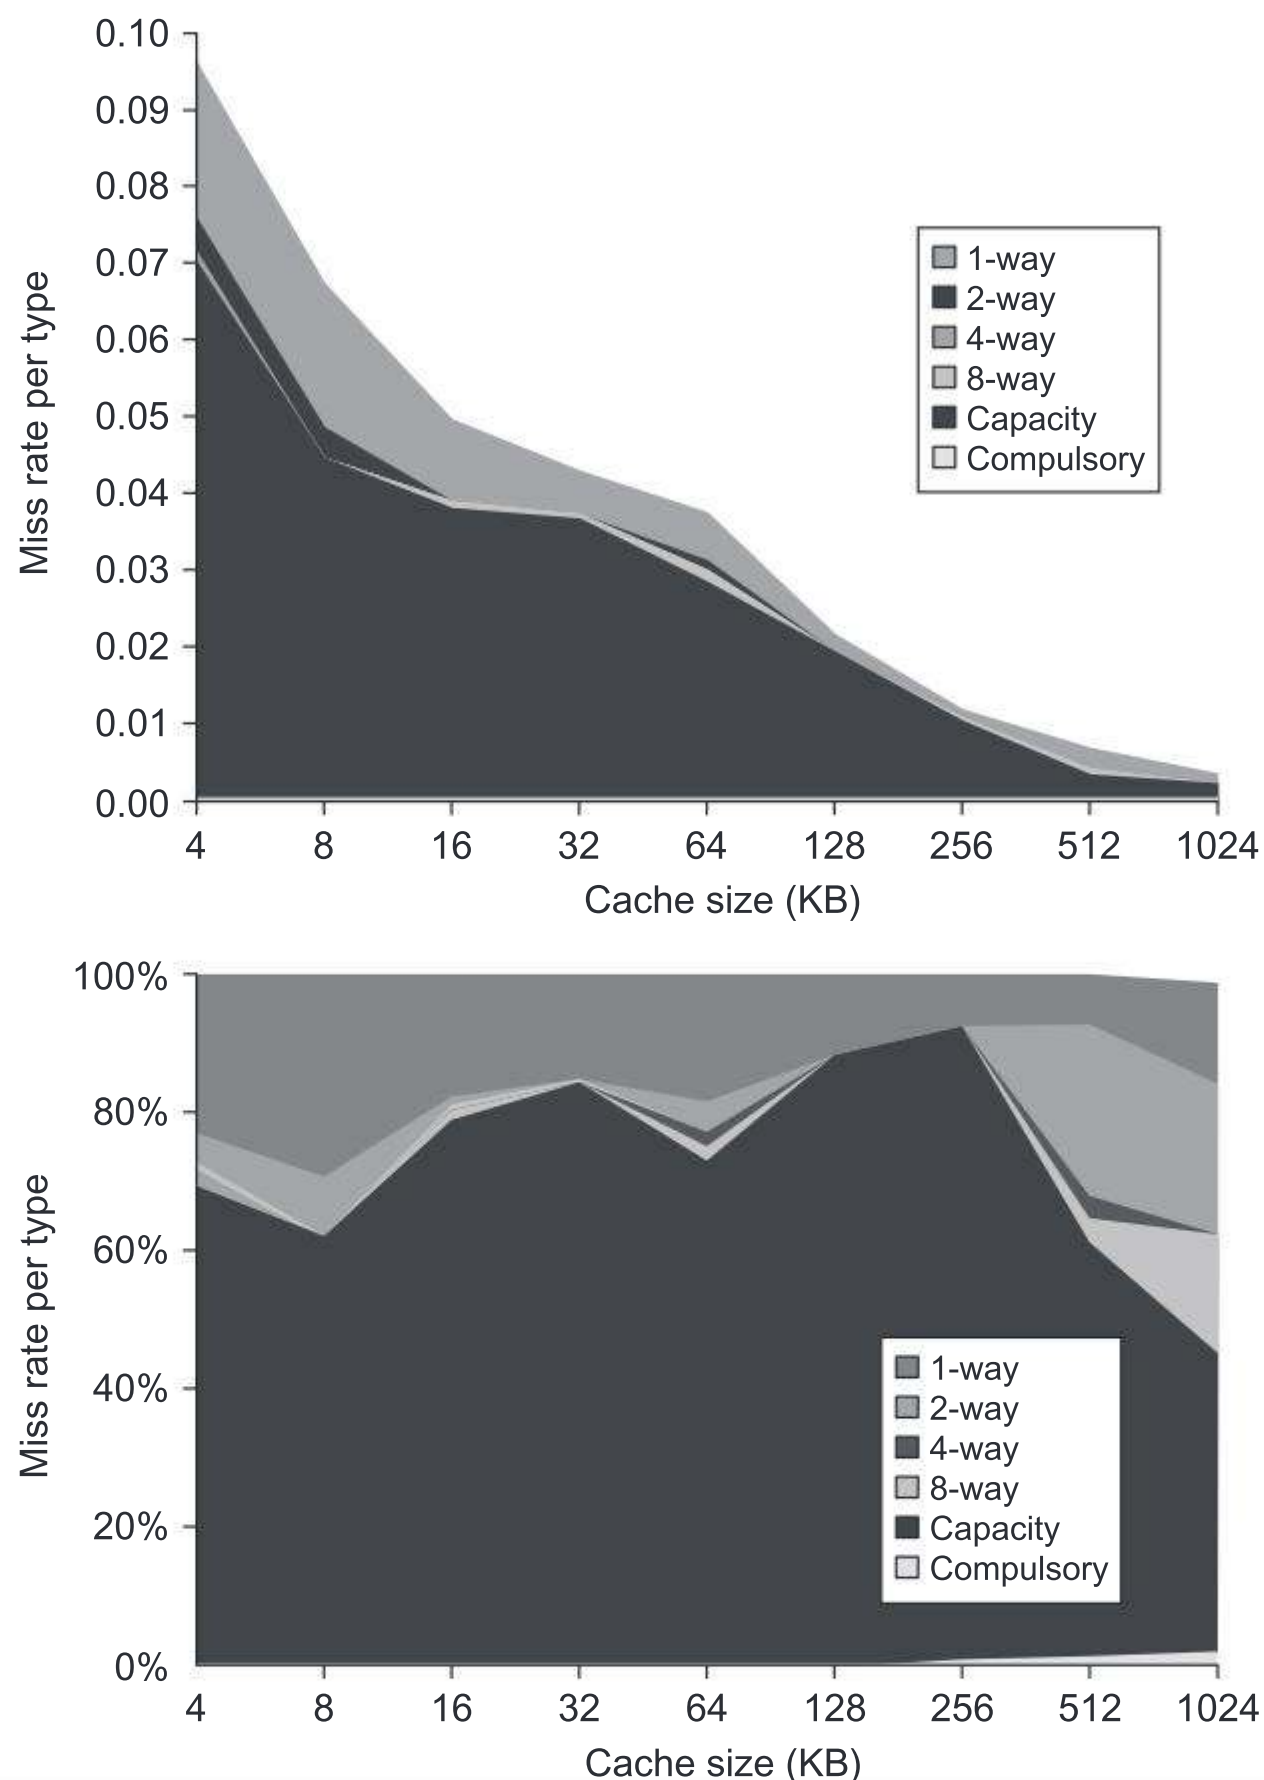 0.10
0.09
0.08
0.07
0.06
0.05
0.04
0.03
0.02
0.01
0.00
Miss rate per type
1-way
2-way
4-way
8-way
Capacity
Compulsory
4 8 16 32 64 128 256 512 1024
Cache size (KB)
100%
80%
60%
40%
20%
0%
Miss rate per type
1-way
2-way
4-way
8-way
Capacity
Compulsory
4 8 16 32 64 128 256 512 1024
Cache size (KB)